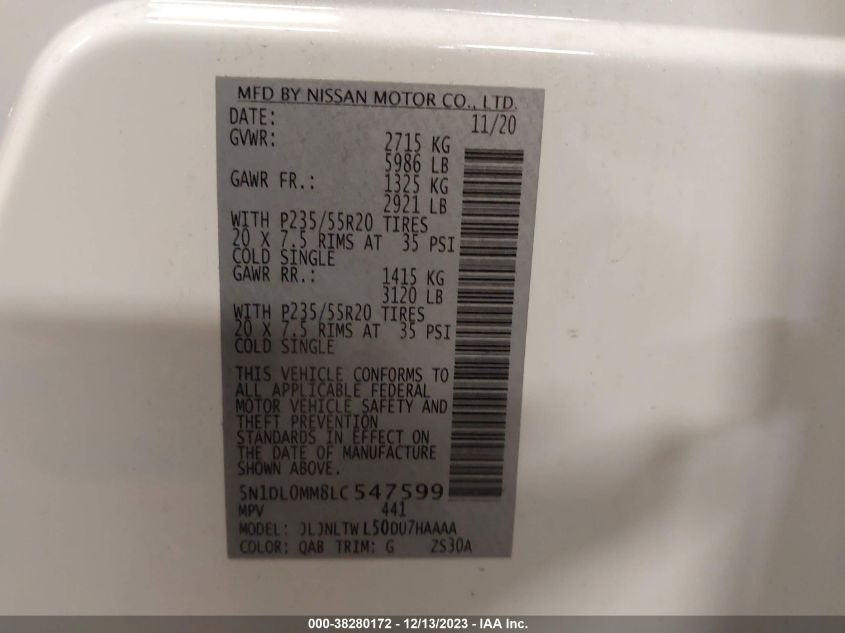 MFD BY NISSAN MOTOR CO., LTD.
DATE: 11/20
GVWR: 2715 KG
5986 LB
GAWR FR.: 1325 KG
2921 LB
WITH P235/55R20 TIRES
20 X 7.5 RIMS AT 35 PSI
COLD SINGLE
GAWR RR.: 1415 KG
3120 LB
WITH P235/55R20 TIRES
20 X 7.5 RIMS AT 35 PSI
COLD SINGLE
THIS VEHICLE CONFORMS TO
ALL APPLICABLE FEDERAL
MOTOR VEHICLE SAFETY AND
THEFT PREVENTION
STANDARDS IN EFFECT ON
THE DATE OF MANUFACTURE
SHOWN ABOVE.
5N1DL0MM8LC547599
MPV 441
MODEL: JLJNLTW L50DU7HAAAA
COLOR: QAB TRIM: G ZS30A
000-38280172 - 12/13/2023 - IAA Inc.